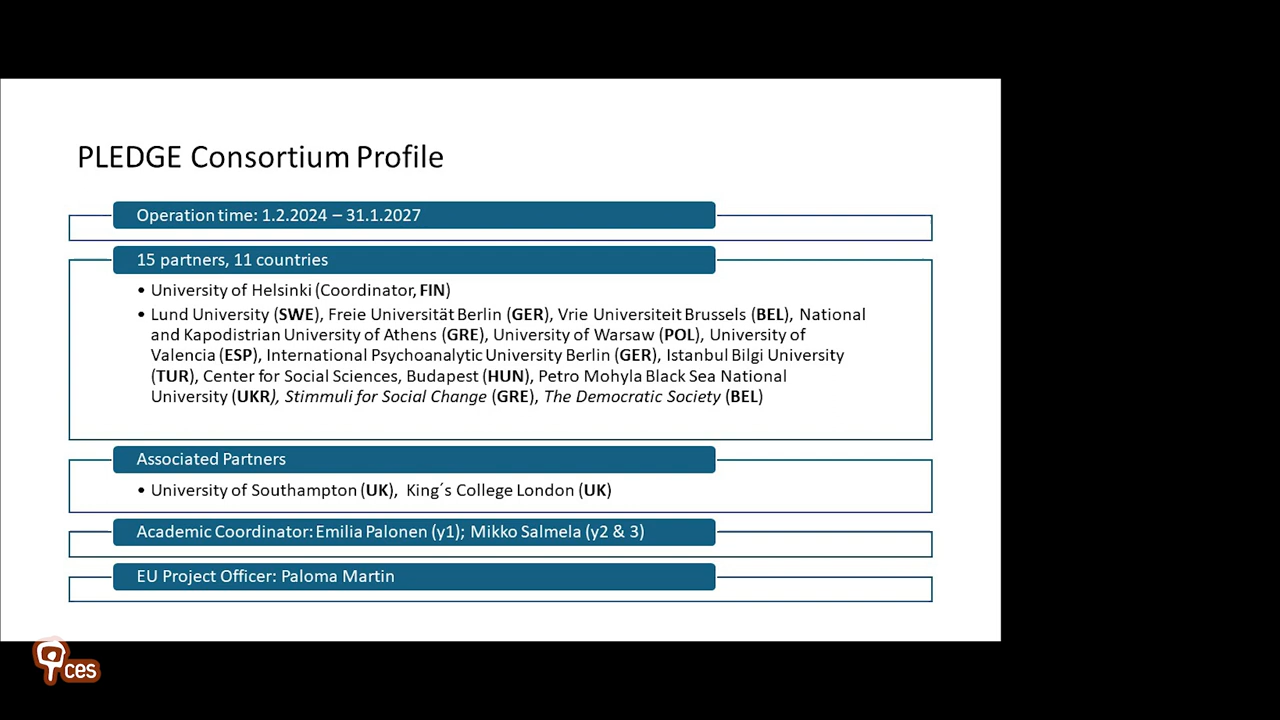 PLEDGE Consortium Profile
Operation time: 1.2.2024 – 31.1.2027
15 partners, 11 countries
• University of Helsinki (Coordinator, FIN)
• Lund University (SWE), Freie Universität Berlin (GER), Vrie Universiteit Brussels (BEL), National
and Kapodistrian University of Athens (GRE), University of Warsaw (POL), University of
Valencia (ESP), International Psychoanalytic University Berlin (GER), Istanbul Bilgi University
(TUR), Center for Social Sciences, Budapest (HUN), Petro Mohyla Black Sea National
University (UKR), Stimmuli for Social Change (GRE), The Democratic Society (BEL)
Associated Partners
• University of Southampton (UK), King´s College London (UK)
Academic Coordinator: Emilia Palonen (y1); Mikko Salmela (y2 & 3)
EU Project Officer: Paloma Martin
ces